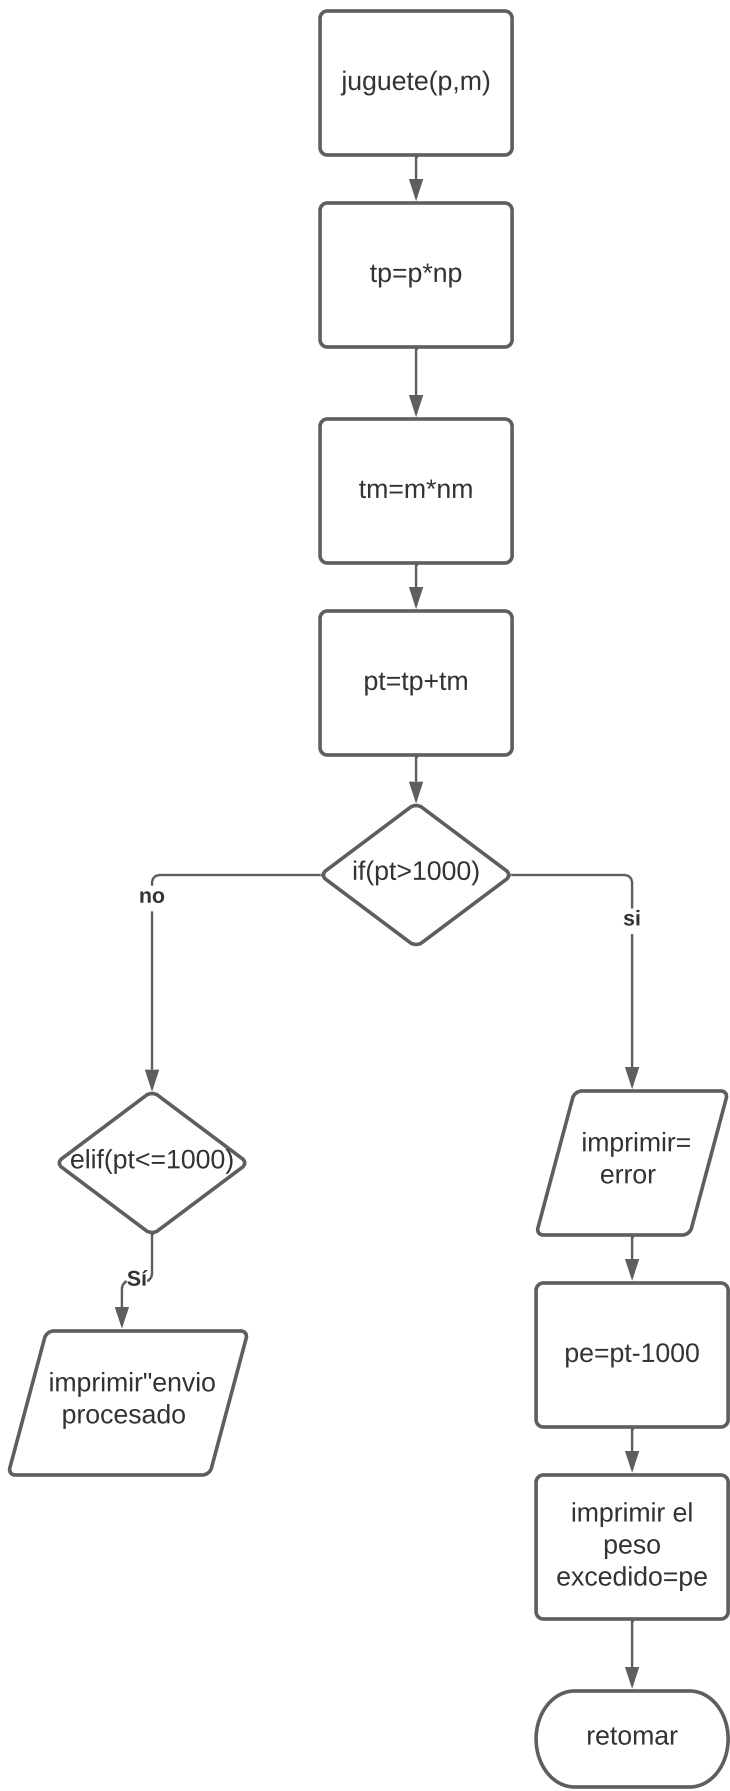 juguete(p,m)
tp=p*np
tm=m*nm
pt=tp+tm
if(pt>1000)
no
si
elif(pt<=1000)
Sí
imprimir"envio
procesado
imprimir=
error
pe=pt-1000
imprimir el
peso
excedido=pe
retomar